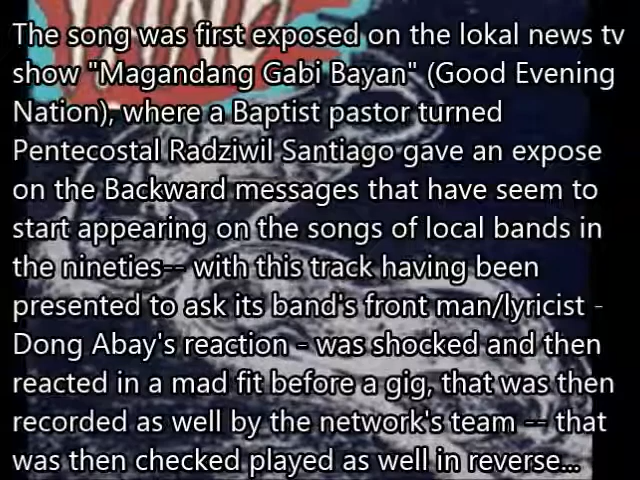 The song was first exposed on the lokal news tv
show "Magandang Gabi Bayan" (Good Evening
Nation), where a Baptist pastor turned
Pentecostal Radziwil Santiago gave an expose
on the Backward messages that have seem to
start appearing on the songs of local bands in
the nineties-- with this track having been
presented to ask its band's front man/lyricist -
Dong Abay's reaction - was shocked and then
reacted in a mad fit before a gig, that was then
recorded as well by the network's team -- that
was then checked played as well in reverse...